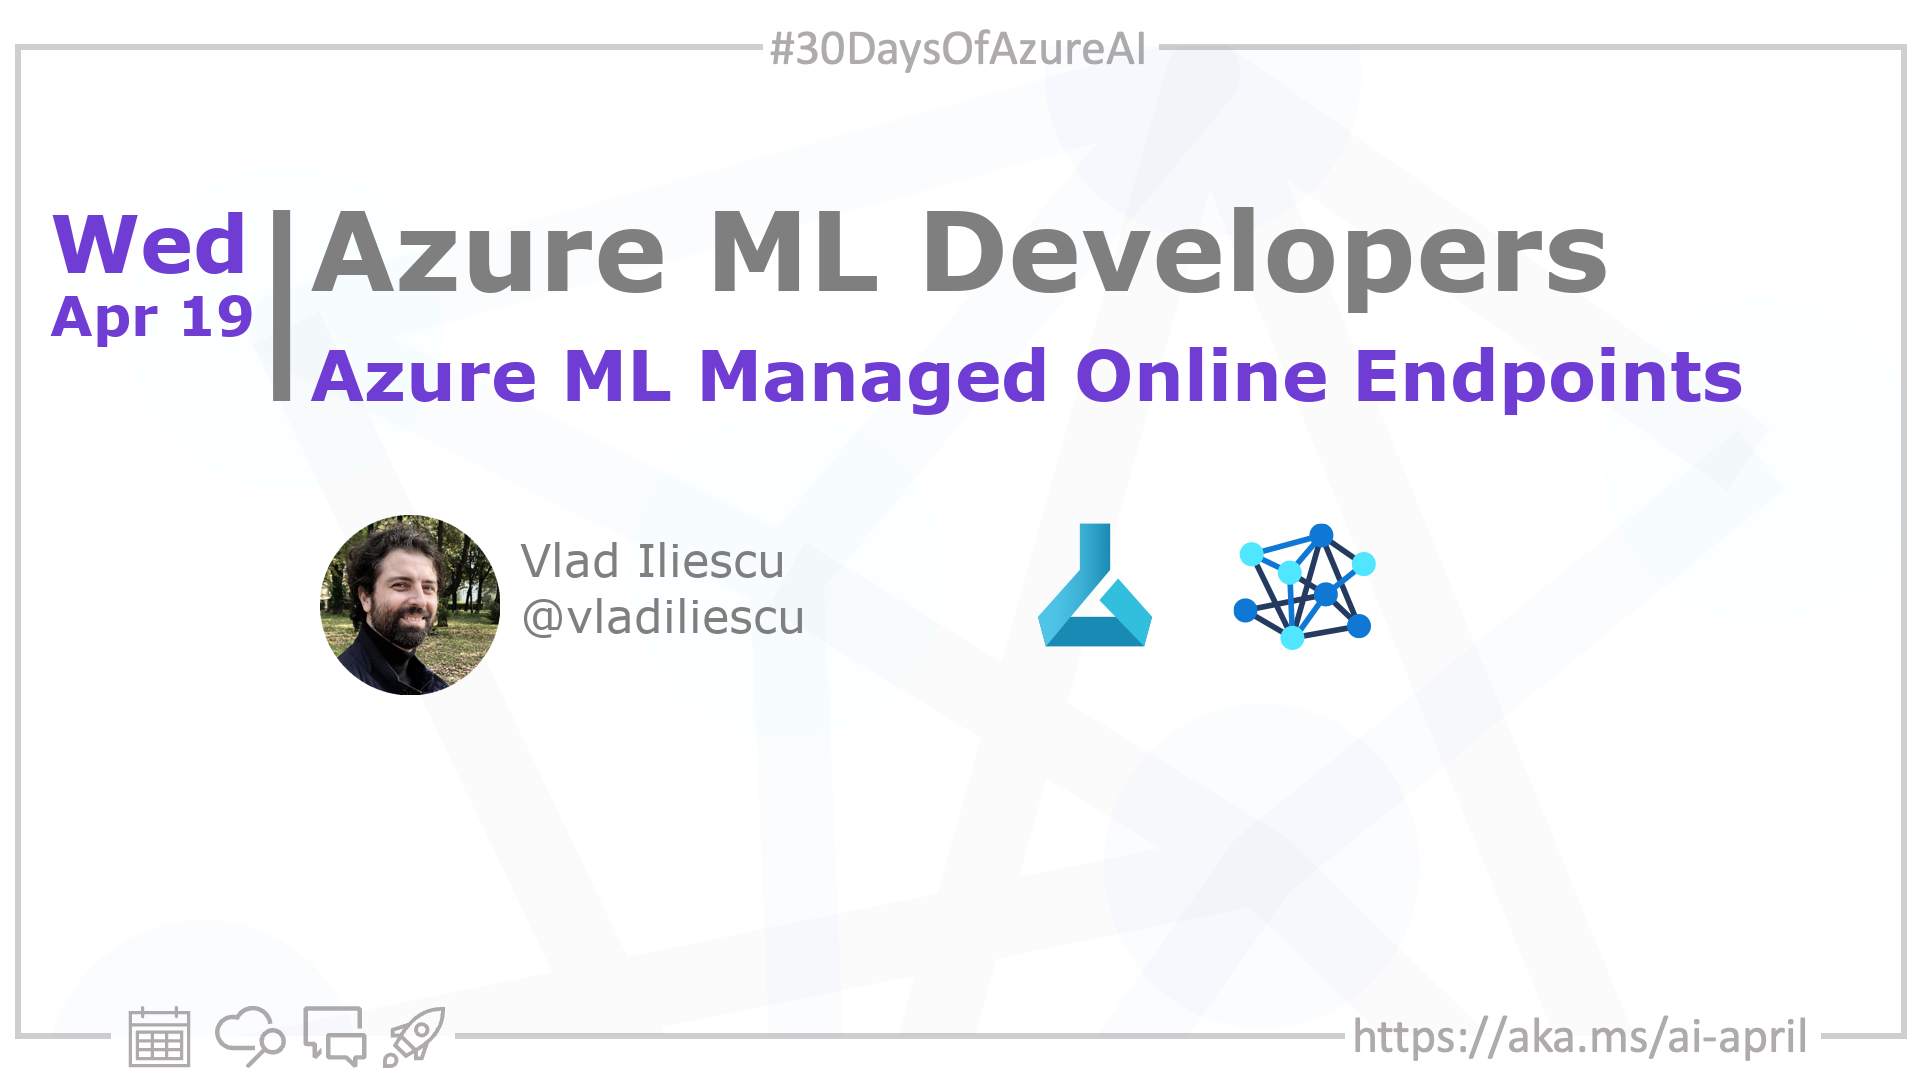 #30DaysOfAzureAI
Wed
Apr 19
Azure ML Developers
Azure ML Managed Online Endpoints
Vlad Iliescu
@vladiliescu
https://aka.ms/ai-april